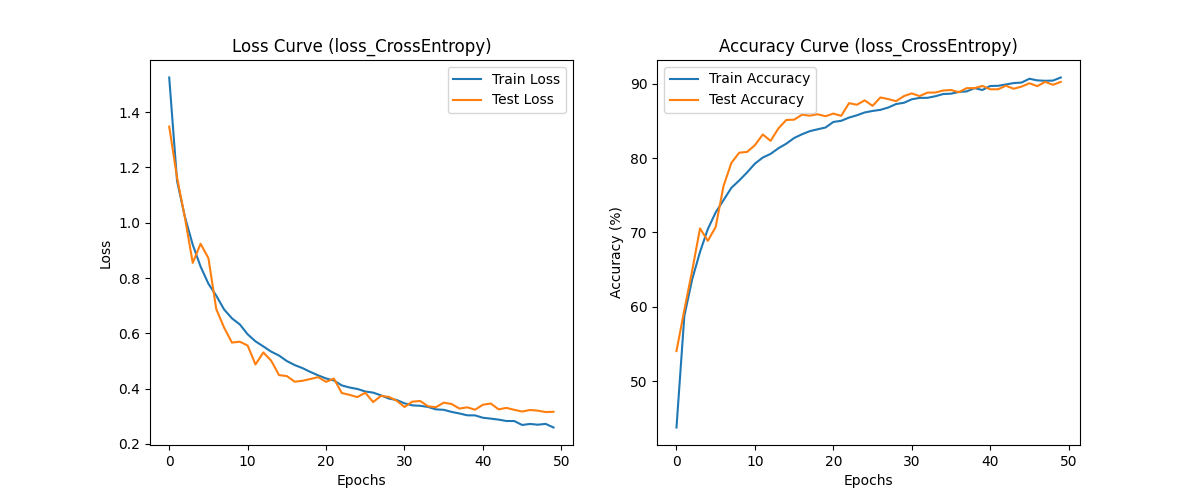 Loss Curve (loss_CrossEntropy)
Train Loss
Test Loss
1.4
1.2
1.0
0.8
0.6
0.4
0.2
Loss
0 10 20 30 40 50
Epochs
Accuracy Curve (loss_CrossEntropy)
Train Accuracy
Test Accuracy
90
80
70
60
50
Accuracy (%)
0 10 20 30 40 50
Epochs